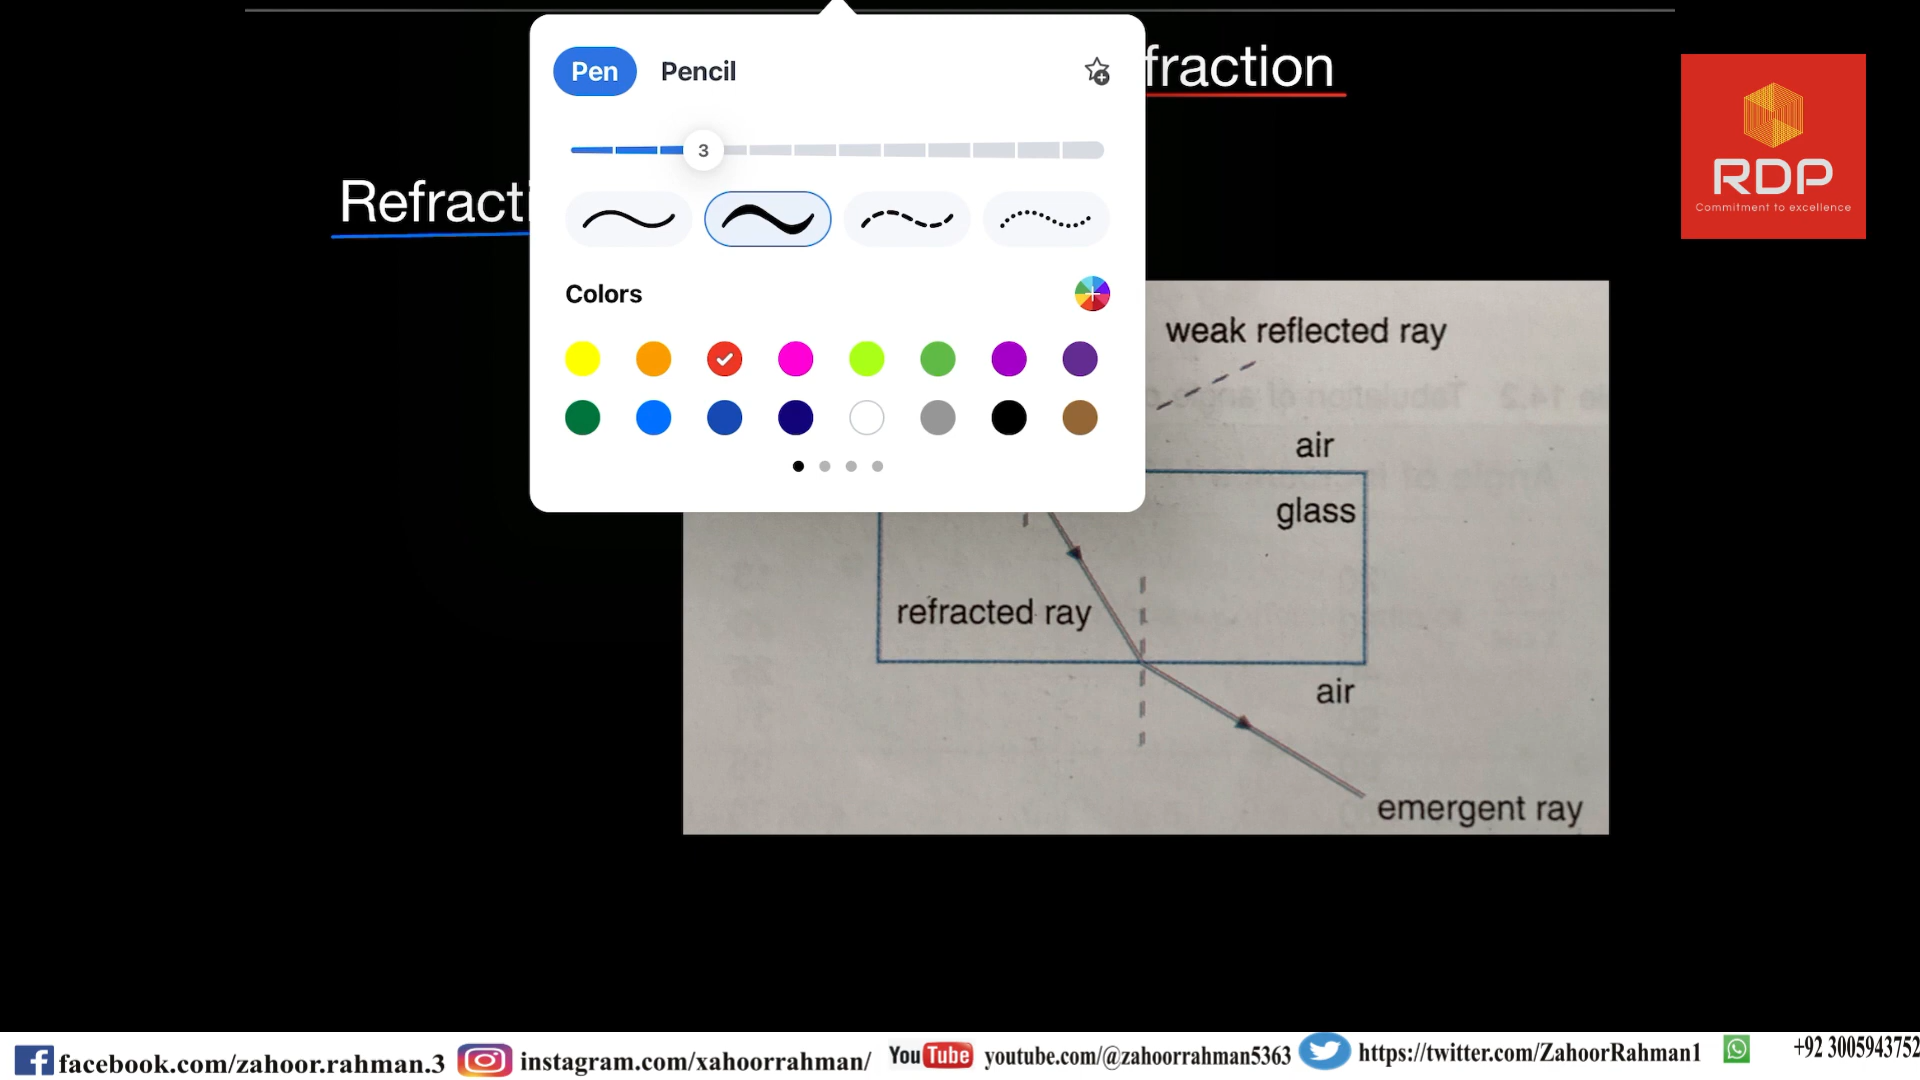 Pen Pencil
fraction
3
Refracti
RDP
Commitment to excellence
Colors
weak reflected ray
air
glass
refracted ray
air
emergent ray
facebook.com/zahoor.rahman.3 instagram.com/xahoorrahman/ YouTube youtube.com/@zahoorrahman5363 https://twitter.com/ZahoorRahman1 +92 3005943752